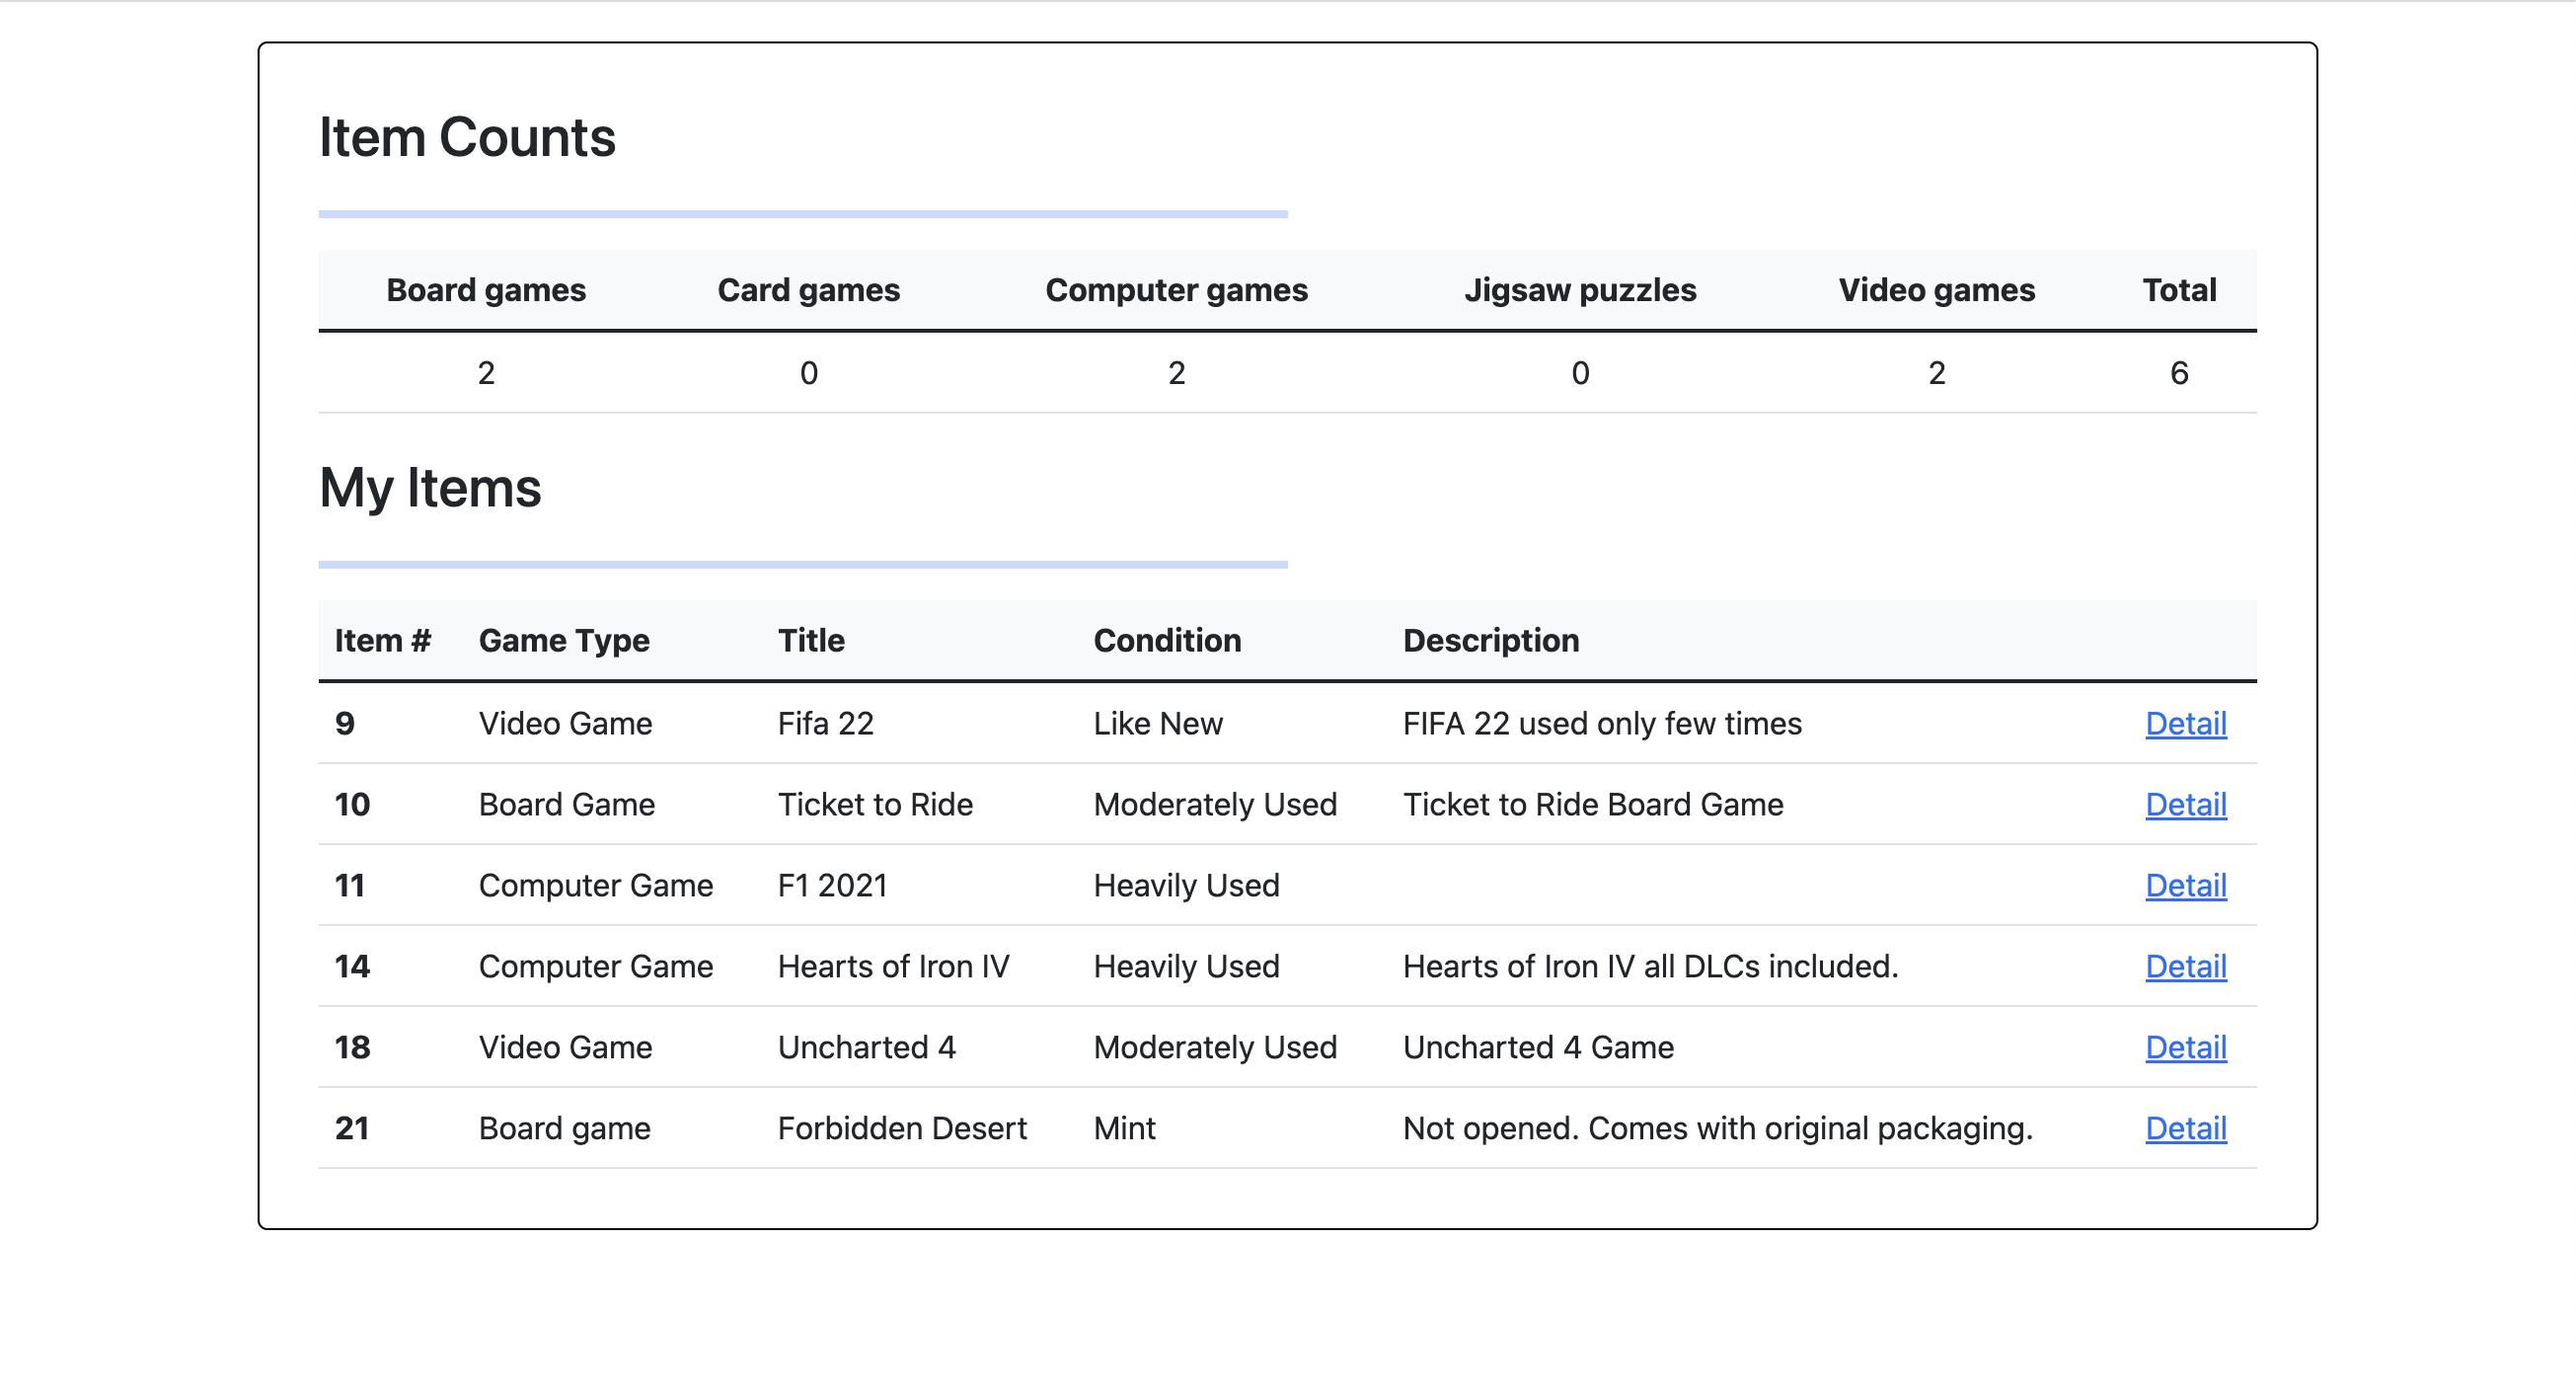 Item Counts
Board games Card games Computer games Jigsaw puzzles Video games Total
2 0 2 0 2 6
My Items
Item # Game Type Title Condition Description
9 Video Game Fifa 22 Like New FIFA 22 used only few times Detail
10 Board Game Ticket to Ride Moderately Used Ticket to Ride Board Game Detail
11 Computer Game F1 2021 Heavily Used Detail
14 Computer Game Hearts of Iron IV Heavily Used Hearts of Iron IV all DLCs included. Detail
18 Video Game Uncharted 4 Moderately Used Uncharted 4 Game Detail
21 Board game Forbidden Desert Mint Not opened. Comes with original packaging. Detail